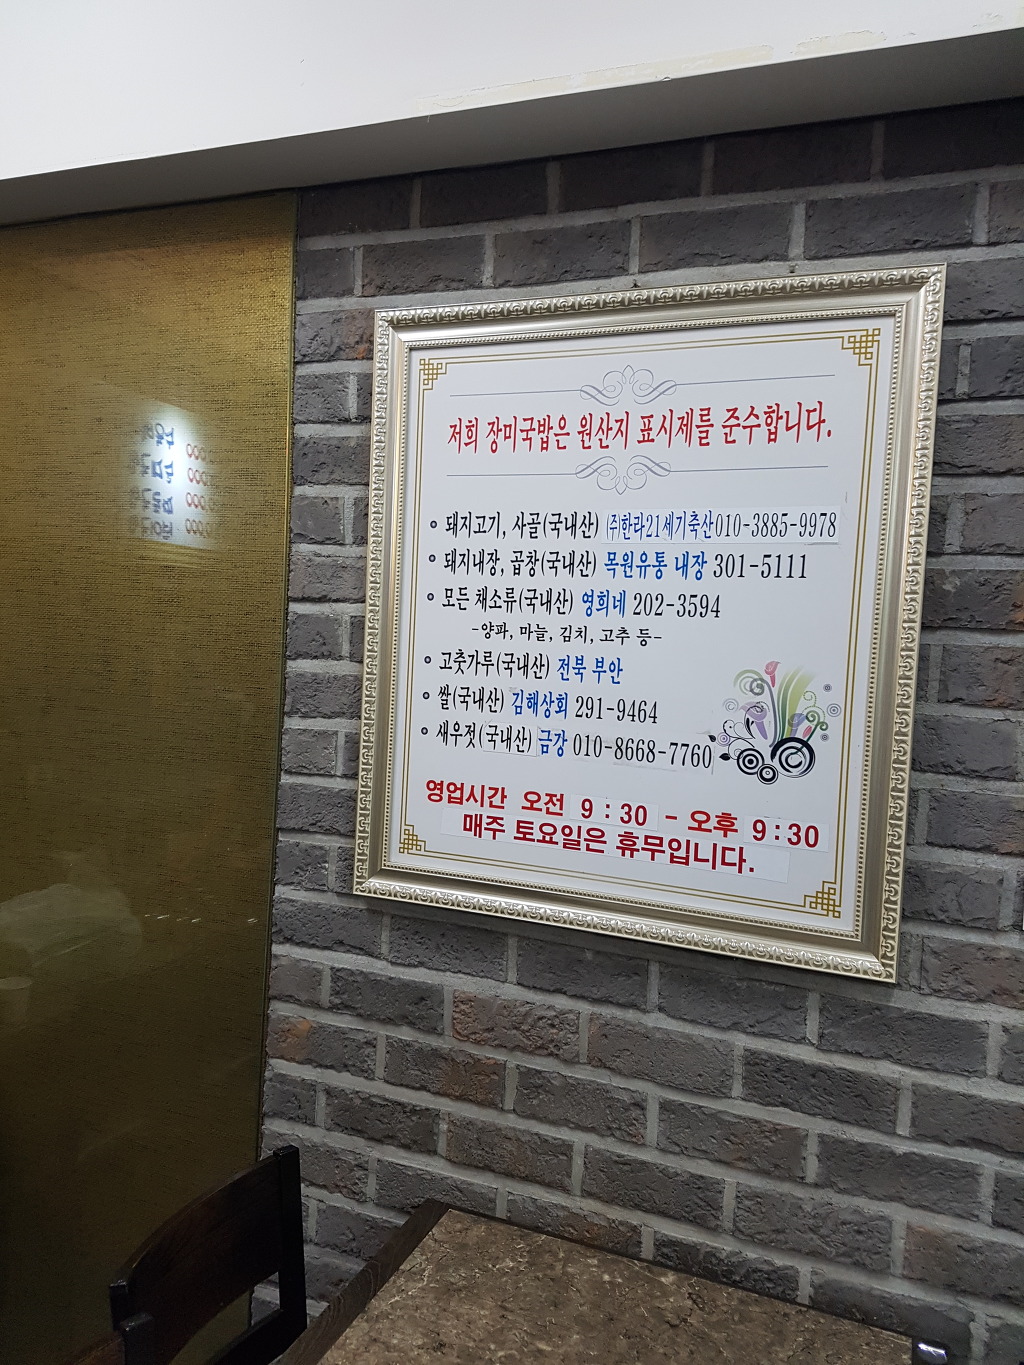 저희 장미국밥은 원산지 표시제를 준수합니다.
돼지고기, 사골(국내산) (주)한라21세기축산010-3885-9978
돼지내장, 곱창(국내산) 목원유통 내장 301-5111
모든 채소류(국내산) 영희네 202-3594
-양파, 마늘, 김치, 고추 등-
고춧가루(국내산) 전북 부안
쌀(국내산) 김해상회 291-9464
새우젓(국내산) 금강 010-8668-7760
영업시간 오전 9 : 30 - 오후 9:30
매주 토요일은 휴무입니다.